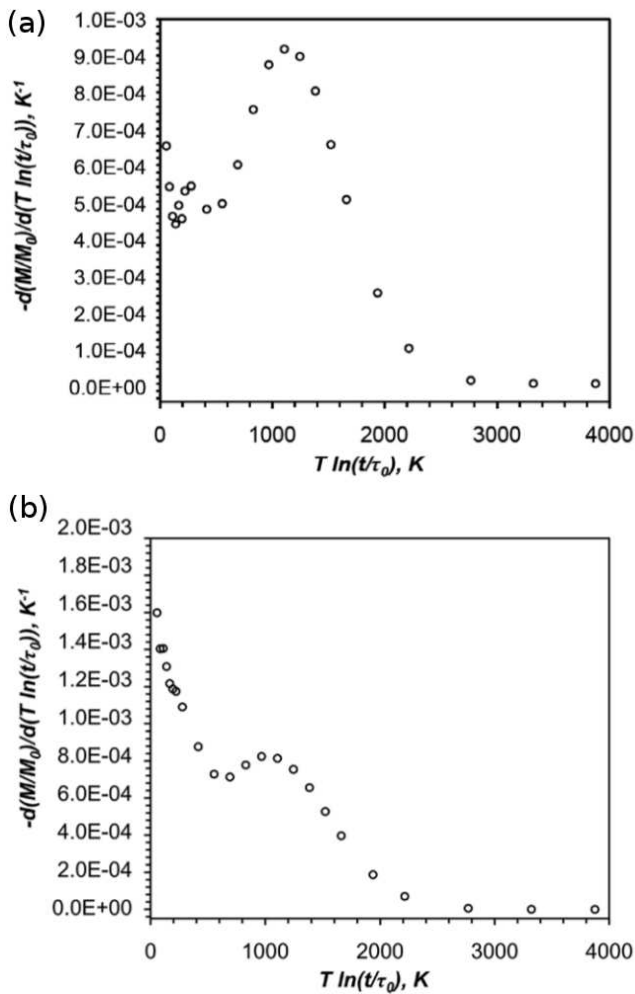 (a)
1.0E-03
9.0E-04
8.0E-04
7.0E-04
6.0E-04
5.0E-04
4.0E-04
3.0E-04
2.0E-04
1.0E-04
0.0E+00
-d(M/M0)/d(T ln(t/τ0)), K-1
0 1000 2000 3000 4000
T ln(t/τ0), K
(b)
2.0E-03
1.8E-03
1.6E-03
1.4E-03
1.2E-03
1.0E-03
8.0E-04
6.0E-04
4.0E-04
2.0E-04
0.0E+00
-d(M/M0)/d(T ln(t/τ0)), K-1
0 1000 2000 3000 4000
T ln(t/τ0), K